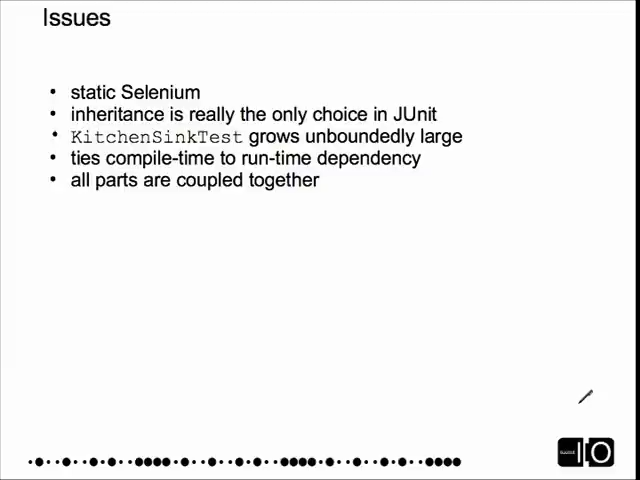 Issues
• static Selenium
• inheritance is really the only choice in JUnit
• KitchenSinkTest grows unboundedly large
• ties compile-time to run-time dependency
• all parts are coupled together
IO